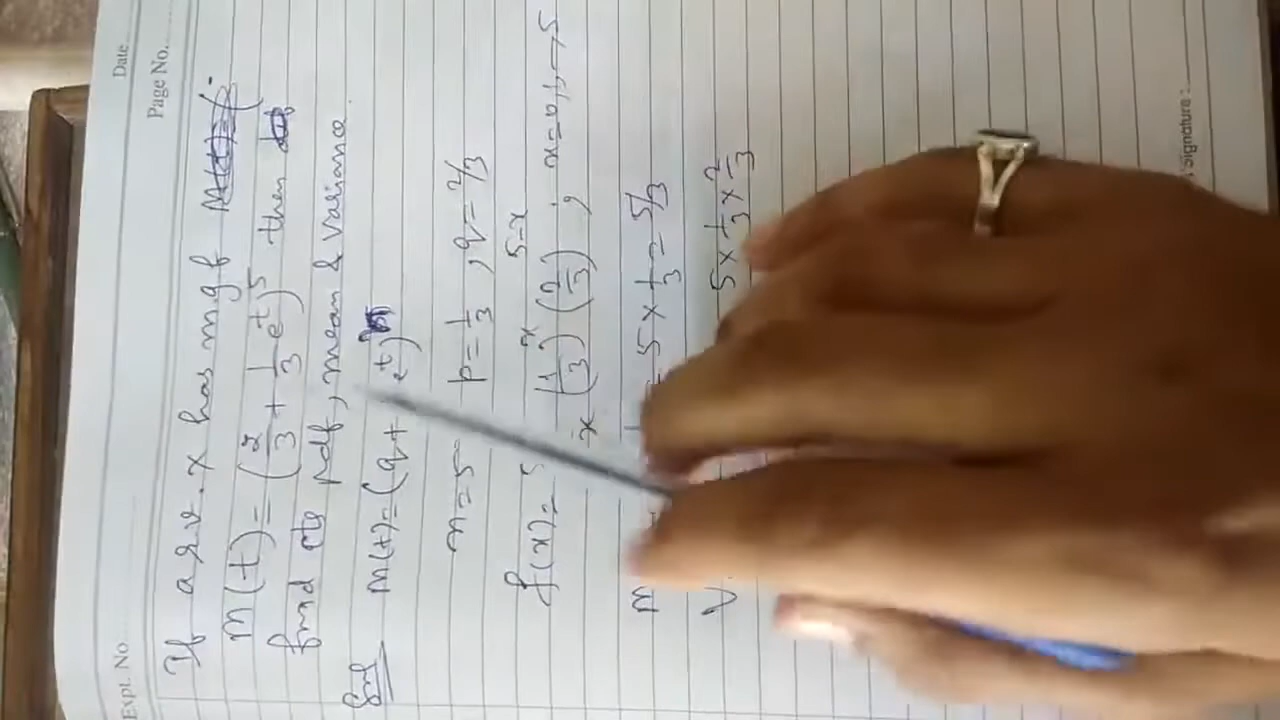 Expt. No
Date
Page No.
If a r.v. X has mgf
M(t) = (2/3 + 1/3 e^t)^5 then
find its pdf, mean & variance.
Sol M(t) = (q + e^t)
n = 5 p = 1/3 , q = 2/3
f(x) = 5 x (1/3)^x (2/3)^5-x ; x = 0, 1, -, 5
m = 5 x 1/3 = 5/3
V 5 x 1/3 x 2/3
Signature :